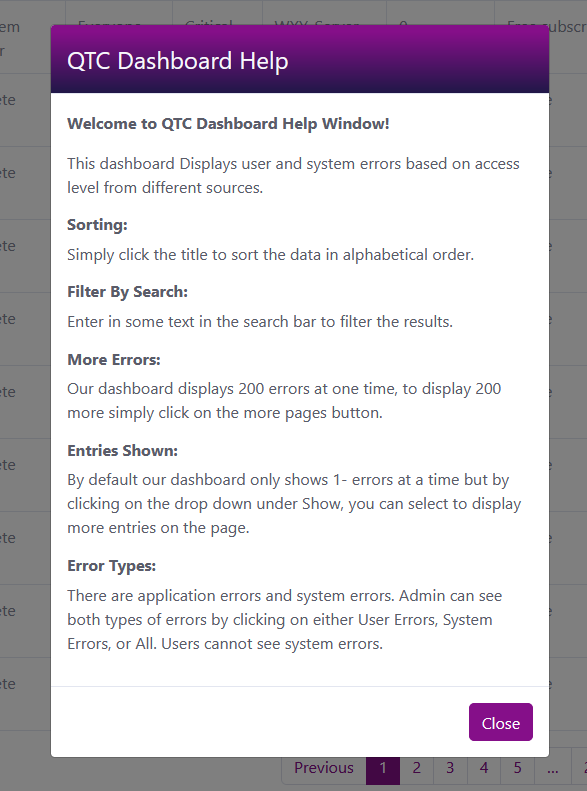 Everyone Critical WXY Server 0 Free
QTC Dashboard Help
Welcome to QTC Dashboard Help Window!
This dashboard Displays user and system errors based on access
level from different sources.
Sorting:
Simply click the title to sort the data in alphabetical order.
Filter By Search:
Enter in some text in the search bar to filter the results.
More Errors:
Our dashboard displays 200 errors at one time, to display 200
more simply click on the more pages button.
Entries Shown:
By default our dashboard only shows 1- errors at a time but by
clicking on the drop down under Show, you can select to display
more entries on the page.
Error Types:
There are application errors and system errors. Admin can see
both types of errors by clicking on either User Errors, System
Errors, or All. Users cannot see system errors.
Close
Previous 1 2 3 4 5 ...